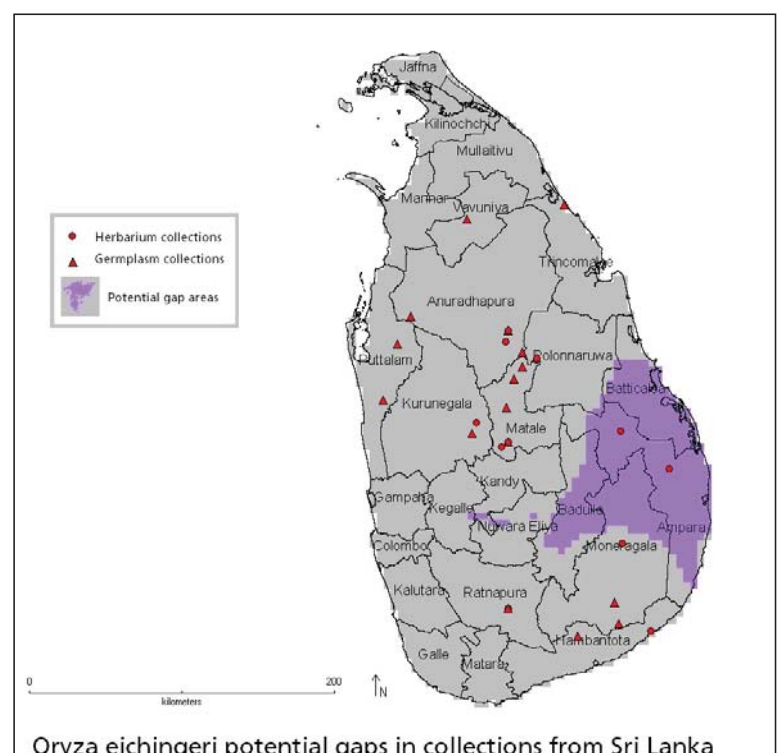 Jaffna
Kilinochchi
Mullaitivu
Mannar
Vavuniya
Herbarium collections
Germplasm collections
Potential gap areas
Trincomalee
Anuradhapura
Puttalam
Polonnaruwa
Batticaloa
Kurunegala
Matale
Kandy
Gampaha
Kegalle
Badulla
Nuwara Eliya
Ampara
Colombo
Moneragala
Kalutara
Ratnapura
Hambantota
Galle
Matara
0 200
kilometers
N
Oryza eichingeri potential gaps in collections from Sri Lanka